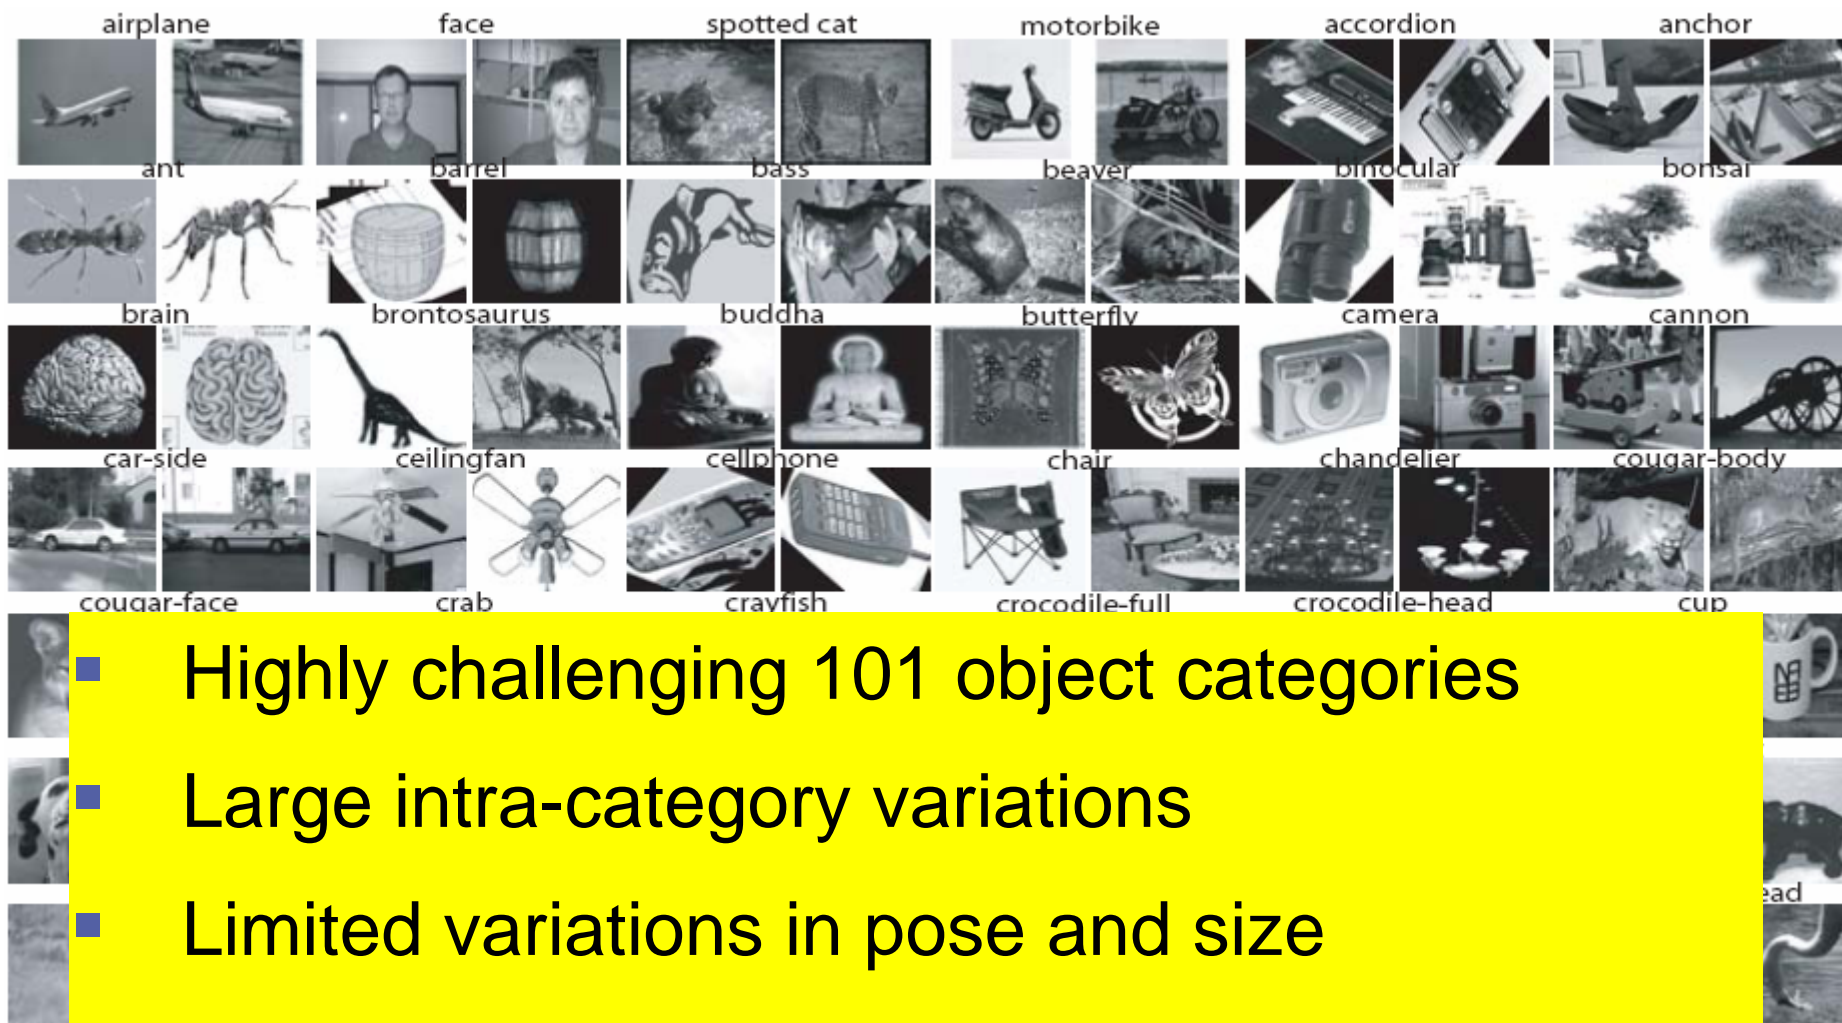 airplane face spotted cat motorbike accordion anchor
ant barrel bass beaver binocular bonsai
brain brontosaurus buddha butterfly camera cannon
car-side ceilingfan cellphone chair chandelier cougar-body
cougar-face crab crayfish crocodile-full crocodile-head cup
Highly challenging 101 object categories
Large intra-category variations
Limited variations in pose and size